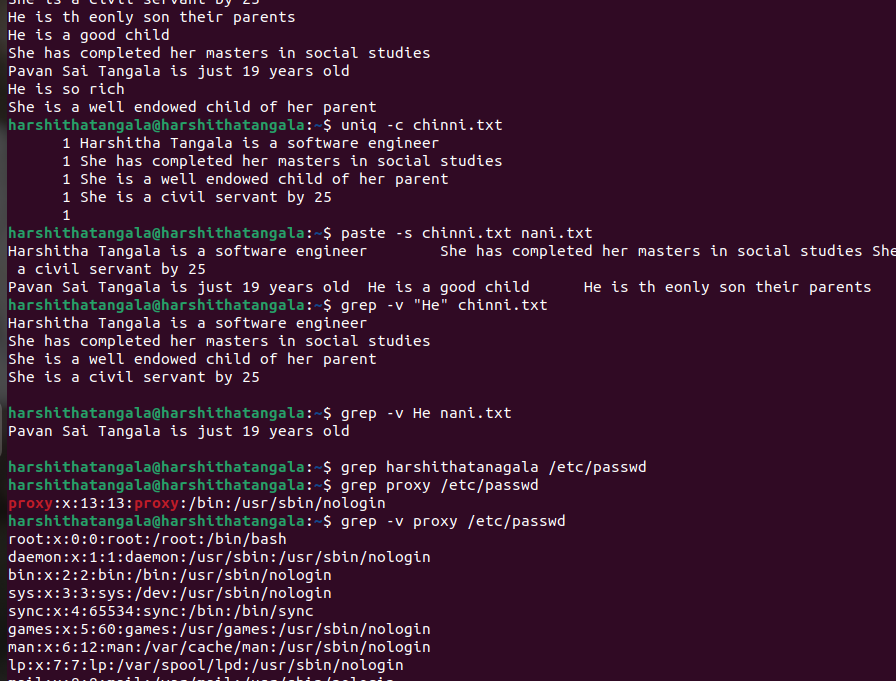 She is a civil servant by 25
He is th eonly son their parents
He is a good child
She has completed her masters in social studies
Pavan Sai Tangala is just 19 years old
He is so rich
She is a well endowed child of her parent
harshithatangala@harshithatangala:~$ uniq -c chinni.txt
1 Harshitha Tangala is a software engineer
1 She has completed her masters in social studies
1 She is a well endowed child of her parent
1 She is a civil servant by 25
1
harshithatangala@harshithatangala:~$ paste -s chinni.txt nani.txt
Harshitha Tangala is a software engineer She has completed her masters in social studies She
a civil servant by 25
Pavan Sai Tangala is just 19 years old He is a good child He is th eonly son their parents
harshithatangala@harshithatangala:~$ grep -v "He" chinni.txt
Harshitha Tangala is a software engineer
She has completed her masters in social studies
She is a well endowed child of her parent
She is a civil servant by 25
harshithatangala@harshithatangala:~$ grep -v He nani.txt
Pavan Sai Tangala is just 19 years old
harshithatangala@harshithatangala:~$ grep harshithatanagala /etc/passwd
harshithatangala@harshithatangala:~$ grep proxy /etc/passwd
proxy:x:13:13:proxy:/bin:/usr/sbin/nologin
harshithatangala@harshithatangala:~$ grep -v proxy /etc/passwd
root:x:0:0:root:/root:/bin/bash
daemon:x:1:1:daemon:/usr/sbin:/usr/sbin/nologin
bin:x:2:2:bin:/bin:/usr/sbin/nologin
sys:x:3:3:sys:/dev:/usr/sbin/nologin
sync:x:4:65534:sync:/bin:/bin/sync
games:x:5:60:games:/usr/games:/usr/sbin/nologin
man:x:6:12:man:/var/cache/man:/usr/sbin/nologin
lp:x:7:7:lp:/var/spool/lpd:/usr/sbin/nologin